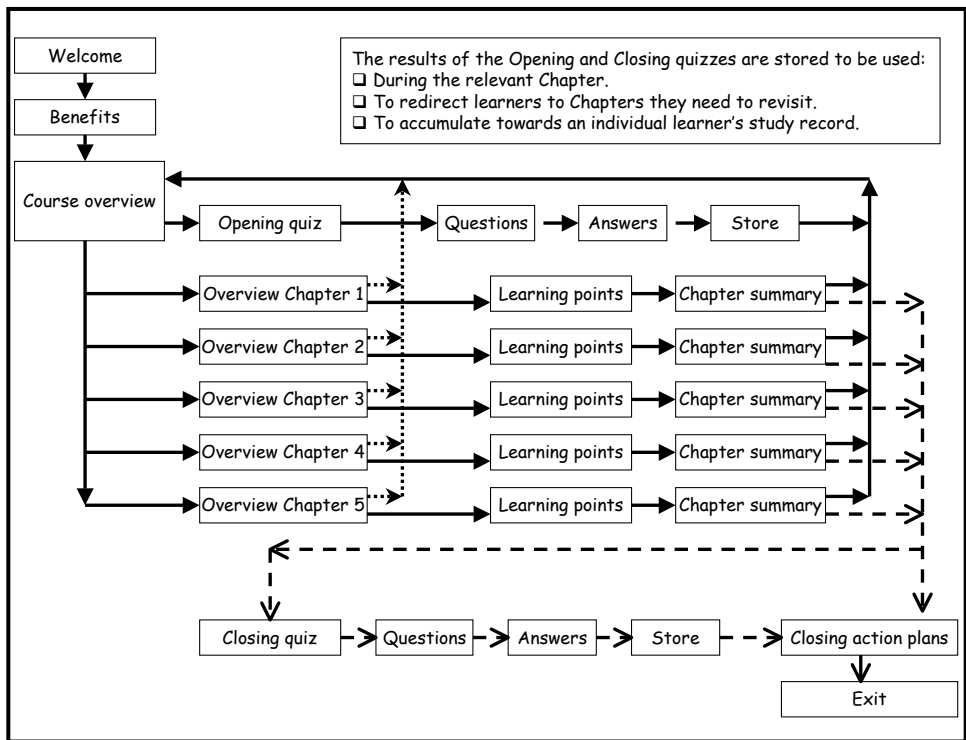 Welcome
The results of the Opening and Closing quizzes are stored to be used:
❑ During the relevant Chapter.
❑ To redirect learners to Chapters they need to revisit.
❑ To accumulate towards an individual learner's study record.
Benefits
Course overview
Opening quiz
Questions
Answers
Store
Overview Chapter 1
Learning points
Chapter summary
Overview Chapter 2
Learning points
Chapter summary
Overview Chapter 3
Learning points
Chapter summary
Overview Chapter 4
Learning points
Chapter summary
Overview Chapter 5
Learning points
Chapter summary
Closing quiz
Questions
Answers
Store
Closing action plans
Exit